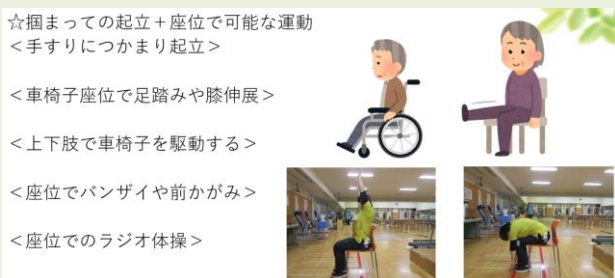 ☆掴まっての起立＋座位で可能な運動
＜手すりにつかまり起立＞
＜車椅子座位で足踏みや膝伸展＞
＜上下肢で車椅子を駆動する＞
＜座位でバンザイや前かがみ＞
＜座位でのラジオ体操＞